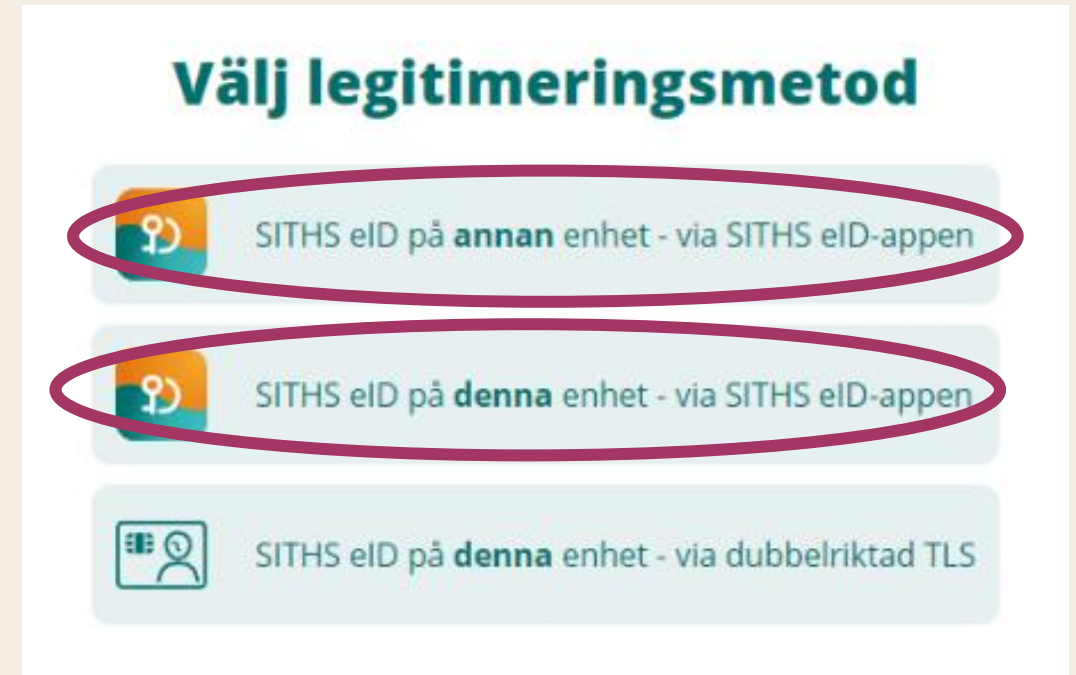 Välj legitimeringsmetod
SITHS eID på annan enhet - via SITHS eID-appen
SITHS eID på denna enhet - via SITHS eID-appen
SITHS eID på denna enhet - via dubbelriktad TLS